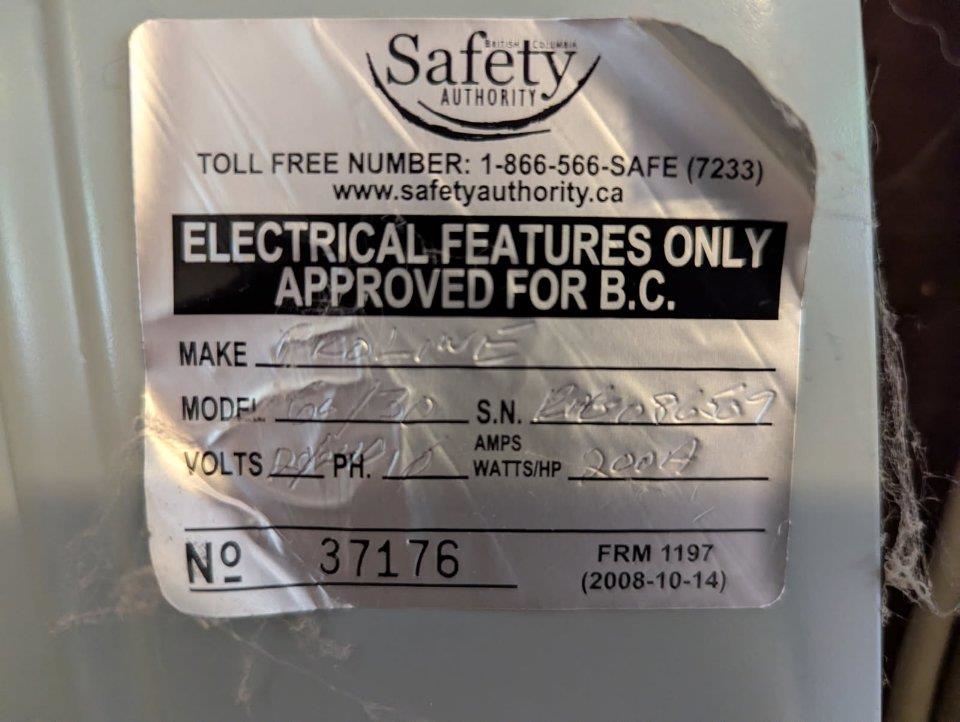 BRITISH COLUMBIA
Safety
AUTHORITY
TOLL FREE NUMBER: 1-866-566-SAFE (7233)
www.safetyauthority.ca
ELECTRICAL FEATURES ONLY
APPROVED FOR B.C.
MAKE PROLINE
MODEL S.N.
VOLTS PH.
AMPS
WATTS/HP 200A
Nº 37176
FRM 1197
(2008-10-14)